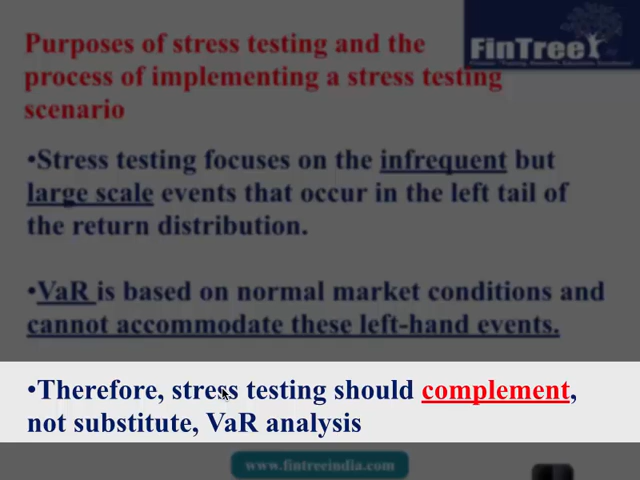 Purposes of stress testing and the
process of implementing a stress testing
scenario
FinTree
•Stress testing focuses on the infrequent but
large scale events that occur in the left tail of
the return distribution.
•VaR is based on normal market conditions and
cannot accommodate these left-hand events.
•Therefore, stress testing should complement,
not substitute, VaR analysis
www.fintreeindia.com